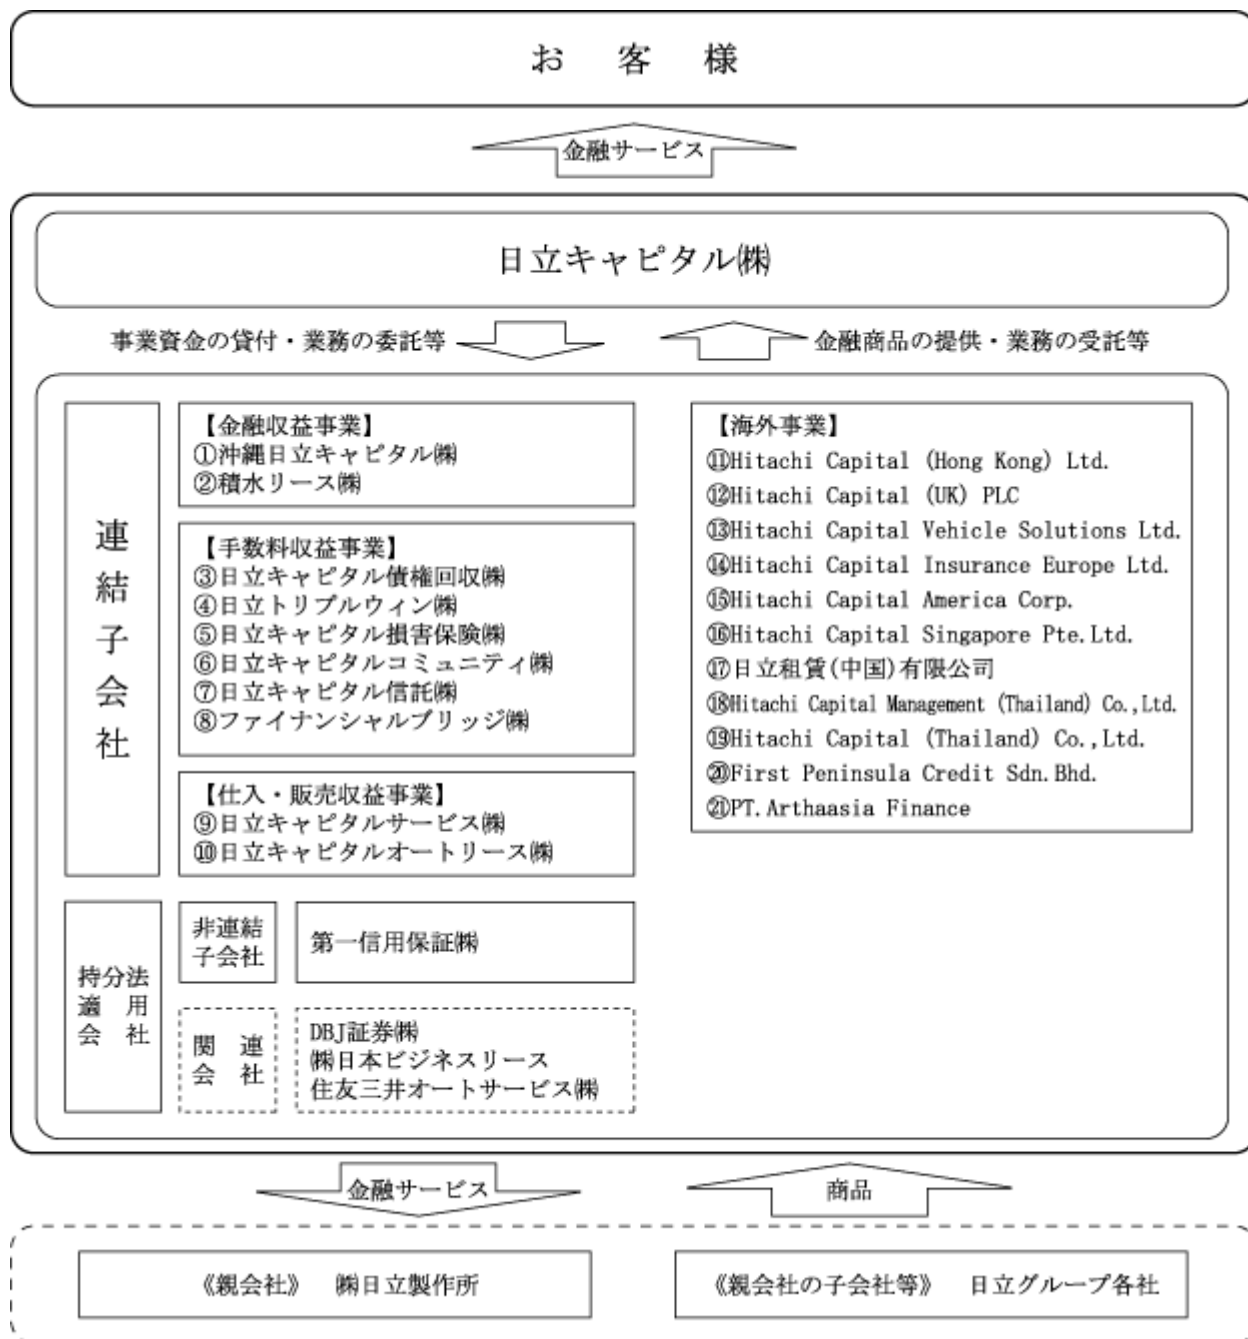 お 客 様
金融サービス
日立キャピタル㈱
事業資金の貸付・業務の委託等
金融商品の提供・業務の受託等
連結子会社
【金融収益事業】
①沖縄日立キャピタル㈱
②積水リース㈱
【手数料収益事業】
③日立キャピタル債権回収㈱
④日立トリプルウィン㈱
⑤日立キャピタル損害保険㈱
⑥日立キャピタルコミュニティ㈱
⑦日立キャピタル信託㈱
⑧ファイナンシャルブリッジ㈱
【仕入・販売収益事業】
⑨日立キャピタルサービス㈱
⑩日立キャピタルオートリース㈱
【海外事業】
⑪Hitachi Capital (Hong Kong) Ltd.
⑫Hitachi Capital (UK) PLC
⑬Hitachi Capital Vehicle Solutions Ltd.
⑭Hitachi Capital Insurance Europe Ltd.
⑮Hitachi Capital America Corp.
⑯Hitachi Capital Singapore Pte.Ltd.
⑰日立租賃(中国)有限公司
⑱Hitachi Capital Management (Thailand) Co.,Ltd.
⑲Hitachi Capital (Thailand) Co.,Ltd.
⑳First Peninsula Credit Sdn.Bhd.
㉑PT.Arthaasia Finance
持分法
適 用
会 社
非連結
子会社
第一信用保証㈱
関 連
会 社
DBJ証券㈱
㈱日本ビジネスリース
住友三井オートサービス㈱
金融サービス
商品
《親会社》 ㈱日立製作所
《親会社の子会社等》 日立グループ各社